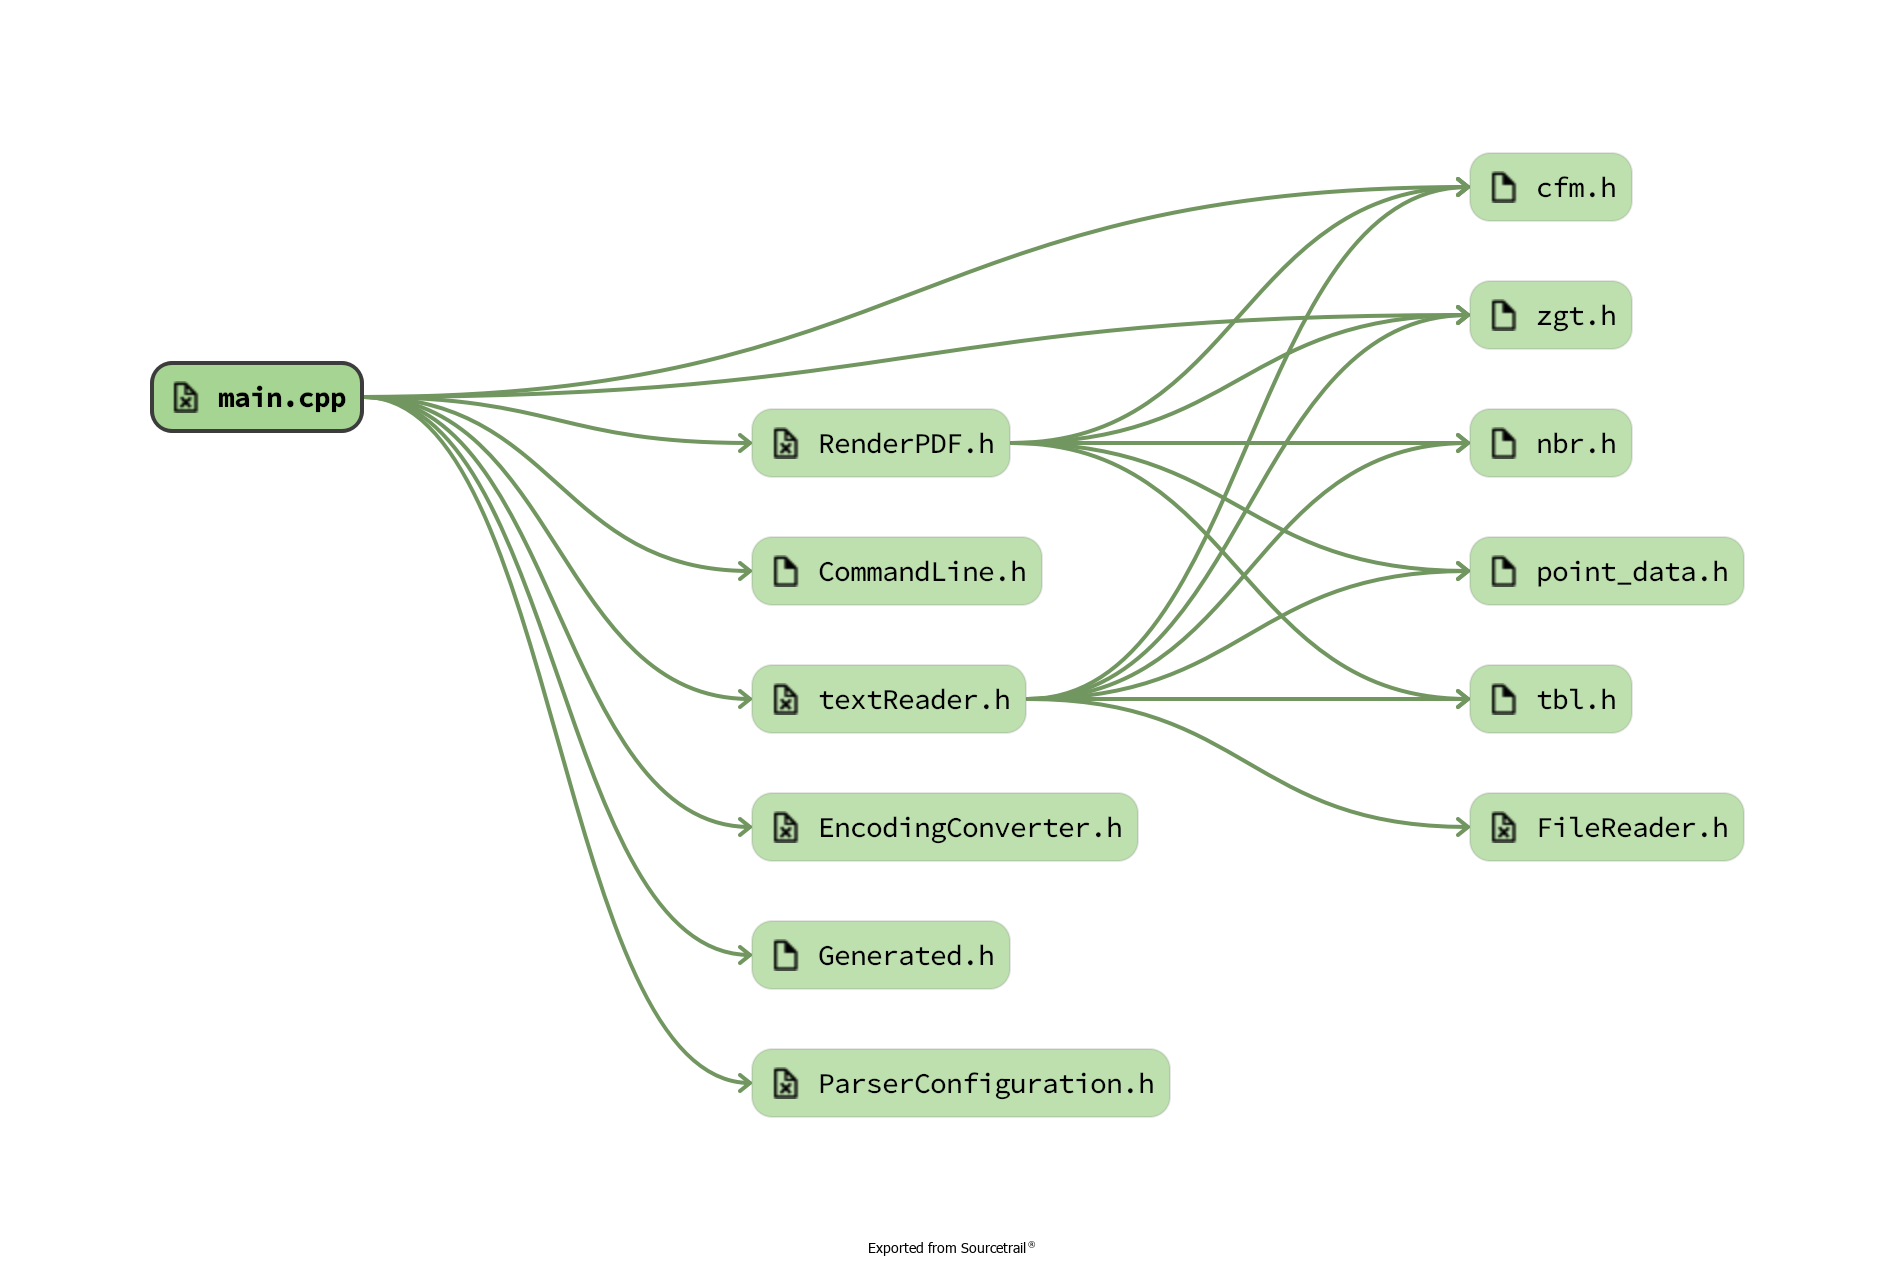 main.cpp
RenderPDF.h
CommandLine.h
textReader.h
EncodingConverter.h
Generated.h
ParserConfiguration.h
cfm.h
zgt.h
nbr.h
point_data.h
tbl.h
FileReader.h
Exported from Sourcetrail®